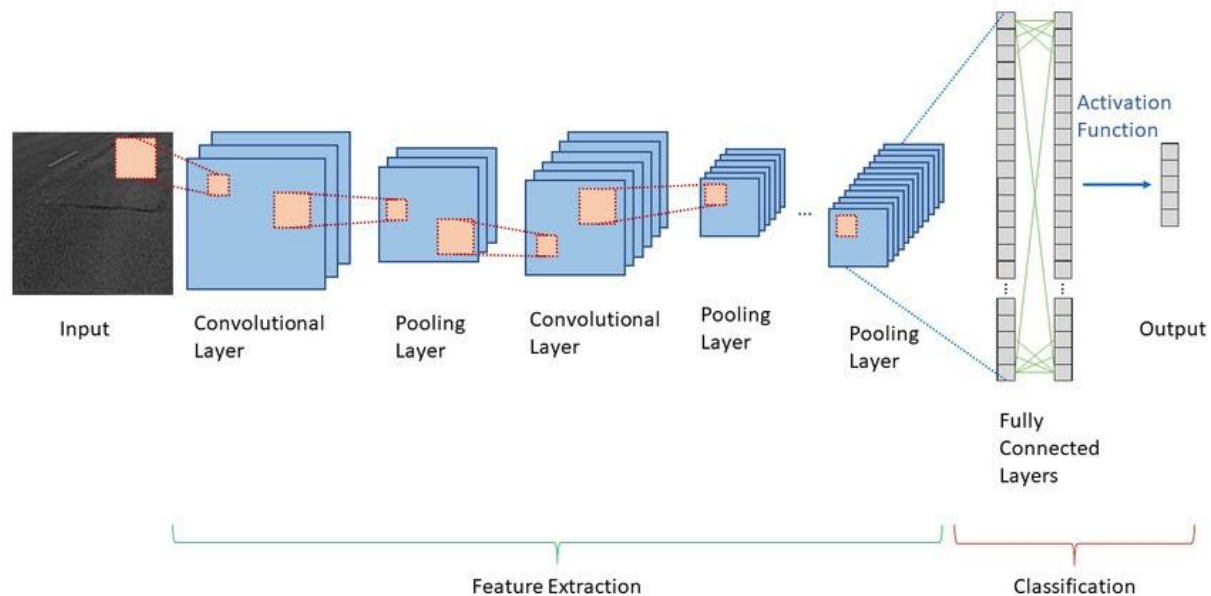 Activation
Function
Input
Convolutional
Layer
Pooling
Layer
Convolutional
Layer
Pooling
Layer
...
Pooling
Layer
Fully
Connected
Layers
Output
Feature Extraction
Classification